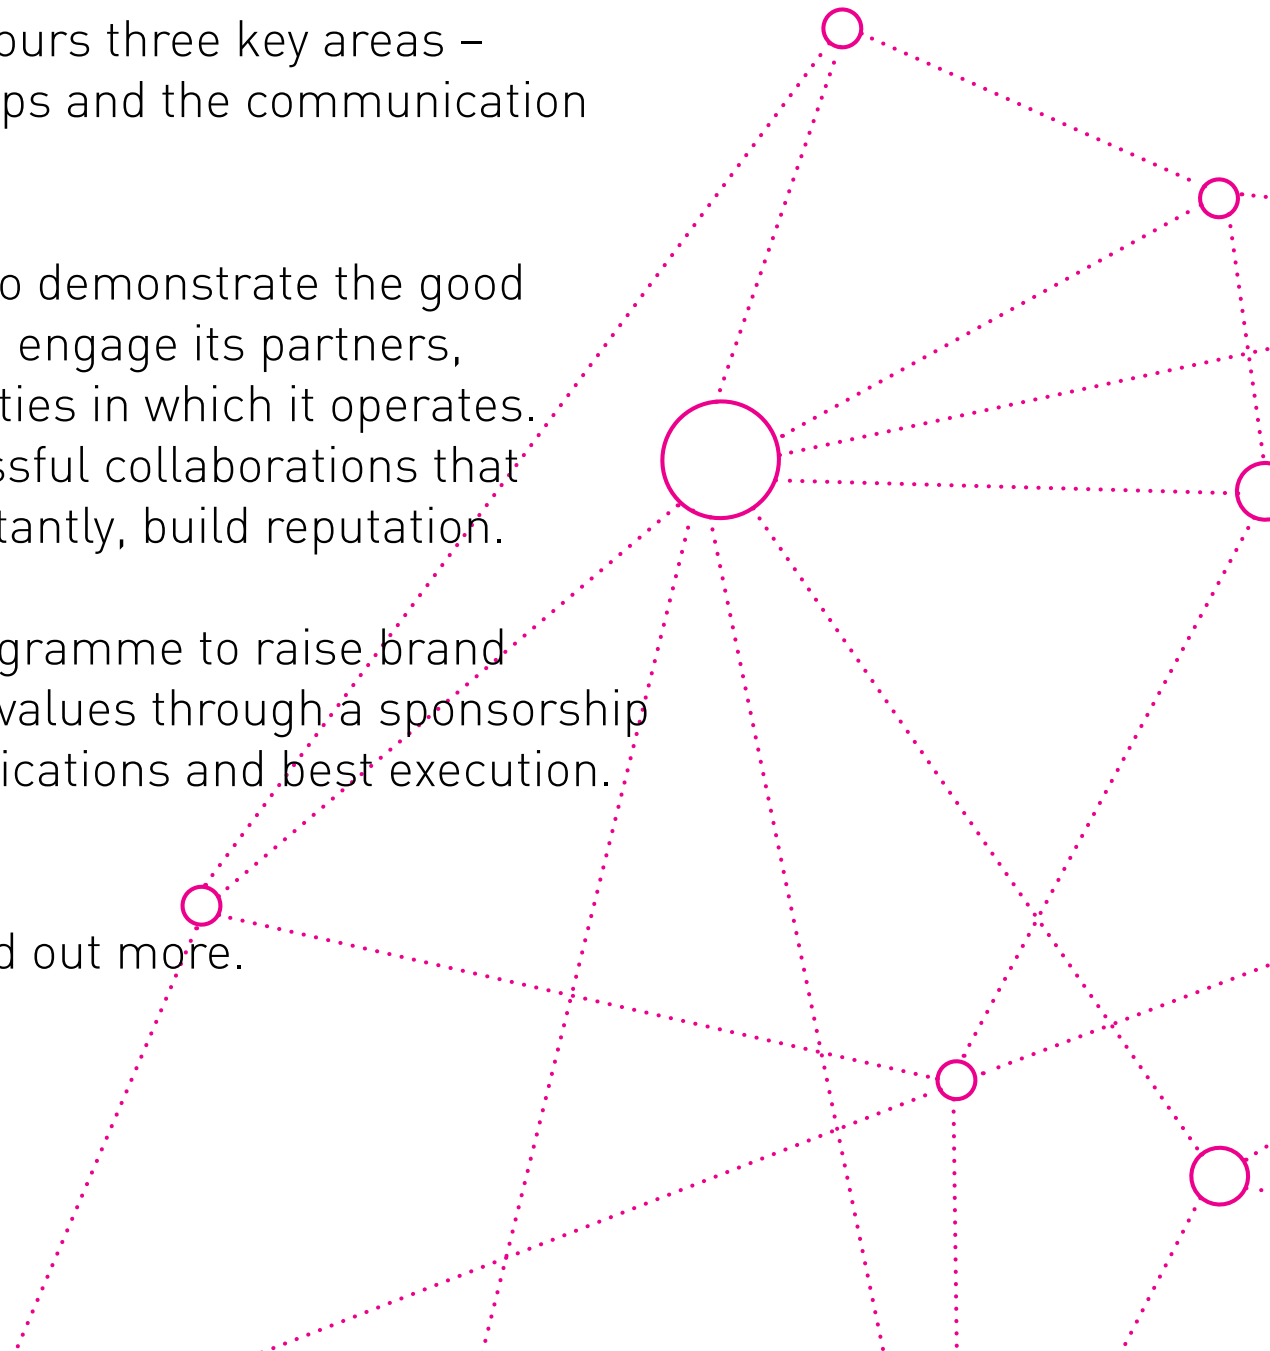 ours three key areas –
ps and the communication
o demonstrate the good
engage its partners,
ties in which it operates.
ssful collaborations that
tantly, build reputation.
gramme to raise brand
values through a sponsorship
ications and best execution.
d out more.